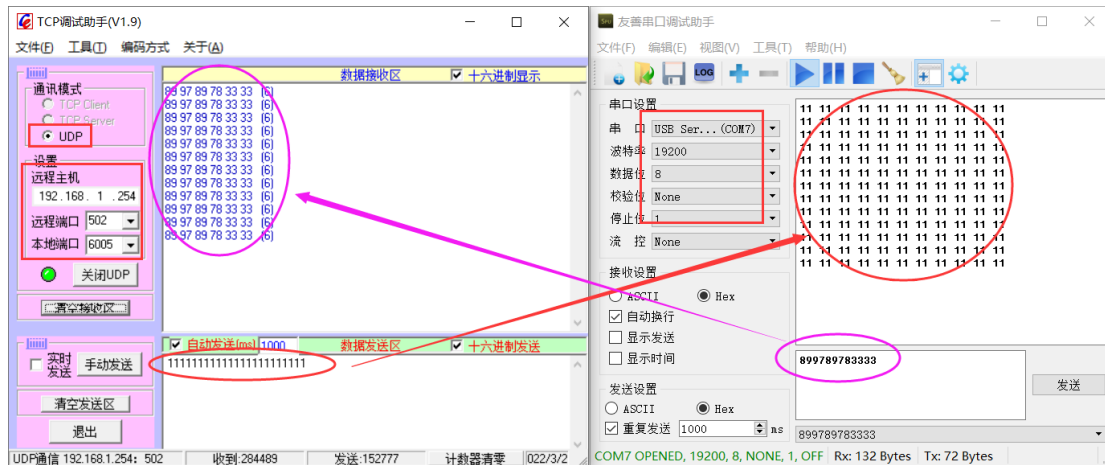 TCP调试助手(V1.9)
文件(F) 工具(T) 编码方式 关于(A)
通讯模式
TCP Client
TCP Server
UDP
设置
远程主机
192.168. 1 .254
远程端口 502
本地端口 6005
关闭UDP
清空接收区
数据接收区 十六进制显示
89 97 89 78 33 33 (6)
89 97 89 78 33 33 (6)
89 97 89 78 33 33 (6)
89 97 89 78 33 33 (6)
89 97 89 78 33 33 (6)
89 97 89 78 33 33 (6)
89 97 89 78 33 33 (6)
89 97 89 78 33 33 (6)
89 97 89 78 33 33 (6)
89 97 89 78 33 33 (6)
89 97 89 78 33 33 (6)
89 97 89 78 33 33 (6)
实时发送 手动发送
清空发送区
退出
自动发送(ms) 1000 数据发送区 十六进制发送
1111111111111111111111
UDP通信 192.168.1.254: 502 收到:284489 发送:152777 计数器清零 022/3/2
友善串口调试助手
文件(F) 编辑(E) 视图(V) 工具(T) 帮助(H)
LOG
串口设置
串 口 USB Ser...(COM7)
波特率 19200
数据位 8
校验位 None
停止位 1
流 控 None
接收设置
ASCII Hex
自动换行
显示发送
显示时间
发送设置
ASCII Hex
重复发送 1000 ms
11 11 11 11 11 11 11 11 11 11 11
11 11 11 11 11 11 11 11 11 11 11
11 11 11 11 11 11 11 11 11 11 11
11 11 11 11 11 11 11 11 11 11 11
11 11 11 11 11 11 11 11 11 11 11
11 11 11 11 11 11 11 11 11 11 11
11 11 11 11 11 11 11 11 11 11 11
11 11 11 11 11 11 11 11 11 11 11
11 11 11 11 11 11 11 11 11 11 11
11 11 11 11 11 11 11 11 11 11 11
11 11 11 11 11 11 11 11 11 11 11
11 11 11 11 11 11 11 11 11 11 11
11 11 11 11 11 11 11 11 11 11 11
899789783333
发送
899789783333
COM7 OPENED, 19200, 8, NONE, 1, OFF Rx: 132 Bytes Tx: 72 Bytes